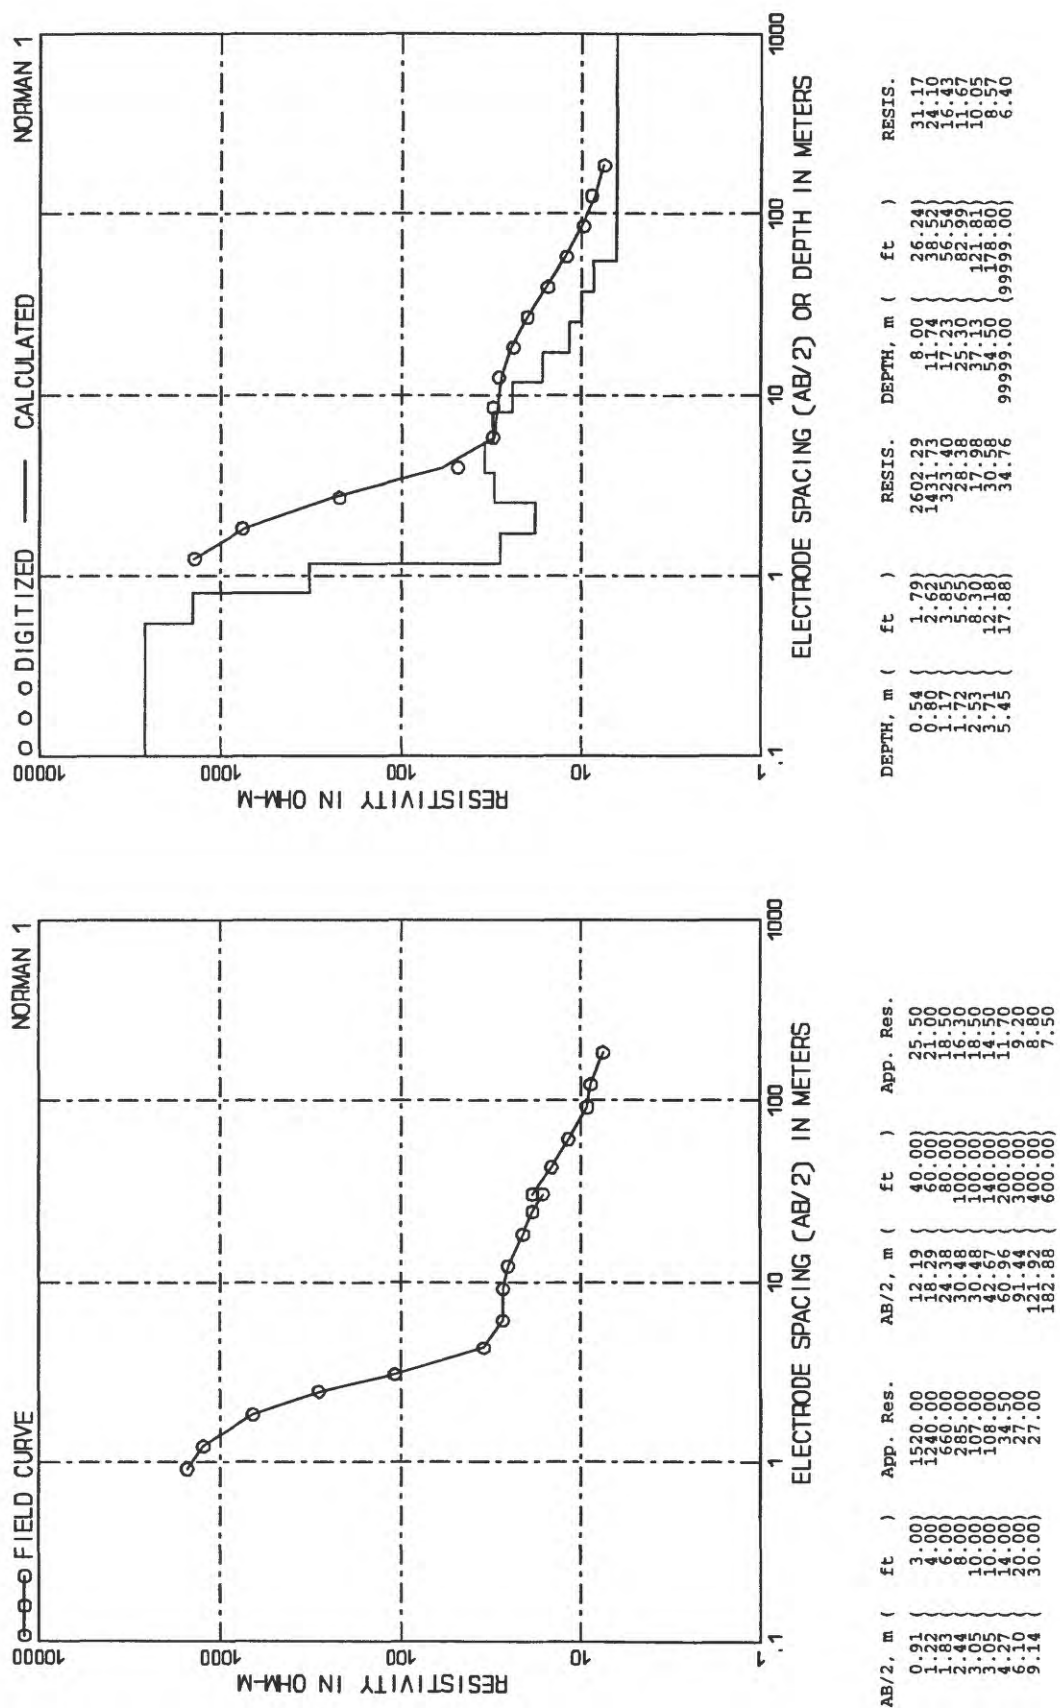 o-o-o FIELD CURVE NORMAN 1
10000
1000
100
10
1
RESISTIVITY IN OHM-M
.1 1 10 100 1000
ELECTRODE SPACING (AB/2) IN METERS
AB/2, m ( ft ) App. Res. AB/2, m ( ft ) App. Res.
0.91 ( 3.00) 1520.00 12.19 ( 40.00) 25.50
1.22 ( 4.00) 1240.00 18.29 ( 60.00) 21.00
1.83 ( 6.00) 660.00 24.38 ( 80.00) 18.50
2.44 ( 8.00) 285.00 30.48 ( 100.00) 16.30
3.05 ( 10.00) 107.00 30.48 ( 100.00) 18.50
3.05 ( 10.00) 108.00 42.67 ( 140.00) 14.50
4.27 ( 14.00) 34.50 60.96 ( 200.00) 11.70
6.10 ( 20.00) 27.00 91.44 ( 300.00) 9.20
9.14 ( 30.00) 27.00 121.92 ( 400.00) 8.80
182.88 ( 600.00) 7.50
o o o DIGITIZED —— CALCULATED NORMAN 1
10000
1000
100
10
1
RESISTIVITY IN OHM-M
.1 1 10 100 1000
ELECTRODE SPACING (AB/2) OR DEPTH IN METERS
DEPTH, m ( ft ) RESIS. DEPTH, m ( ft ) RESIS.
0.54 ( 1.79) 2602.29 8.00 ( 26.24) 31.17
0.80 ( 2.62) 1431.73 11.74 ( 38.52) 24.10
1.17 ( 3.85) 323.40 17.23 ( 56.54) 16.43
1.72 ( 5.65) 28.38 25.30 ( 82.99) 11.67
2.53 ( 8.30) 17.98 37.13 ( 121.81) 10.05
3.71 ( 12.18) 30.58 54.50 ( 178.80) 8.57
5.45 ( 17.88) 34.76 99999.00 (99999.00) 6.40